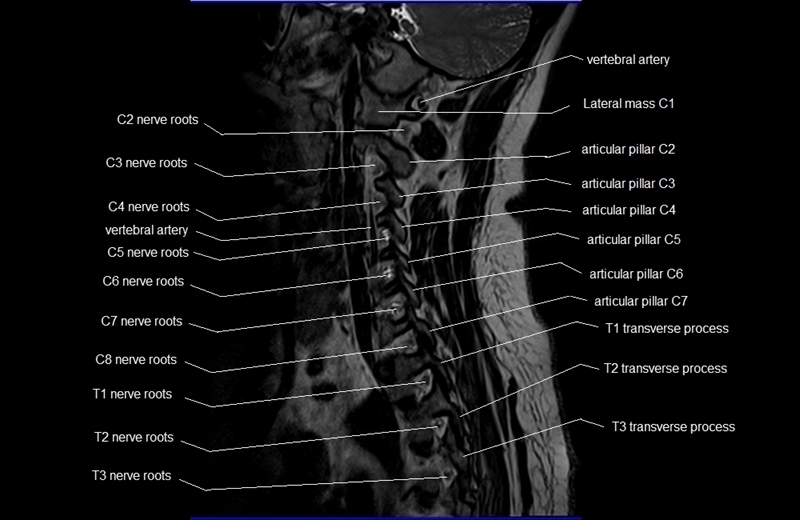 vertebral artery
Lateral mass C1
C2 nerve roots
articular pillar C2
C3 nerve roots
articular pillar C3
C4 nerve roots
articular pillar C4
vertebral artery
articular pillar C5
C5 nerve roots
articular pillar C6
C6 nerve roots
articular pillar C7
C7 nerve roots
T1 transverse process
C8 nerve roots
T2 transverse process
T1 nerve roots
T3 transverse process
T2 nerve roots
T3 nerve roots